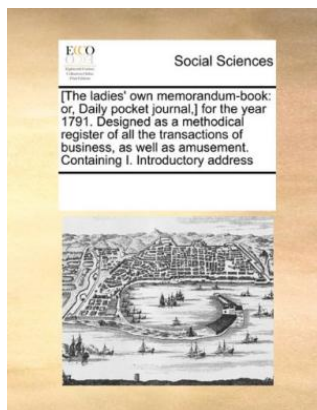 ECCO
Social Sciences
[The ladies' own memorandum-book:
or, Daily pocket journal,] for the year
1791. Designed as a methodical
register of all the transactions of
business, as well as amusement.
Containing I. Introductory address